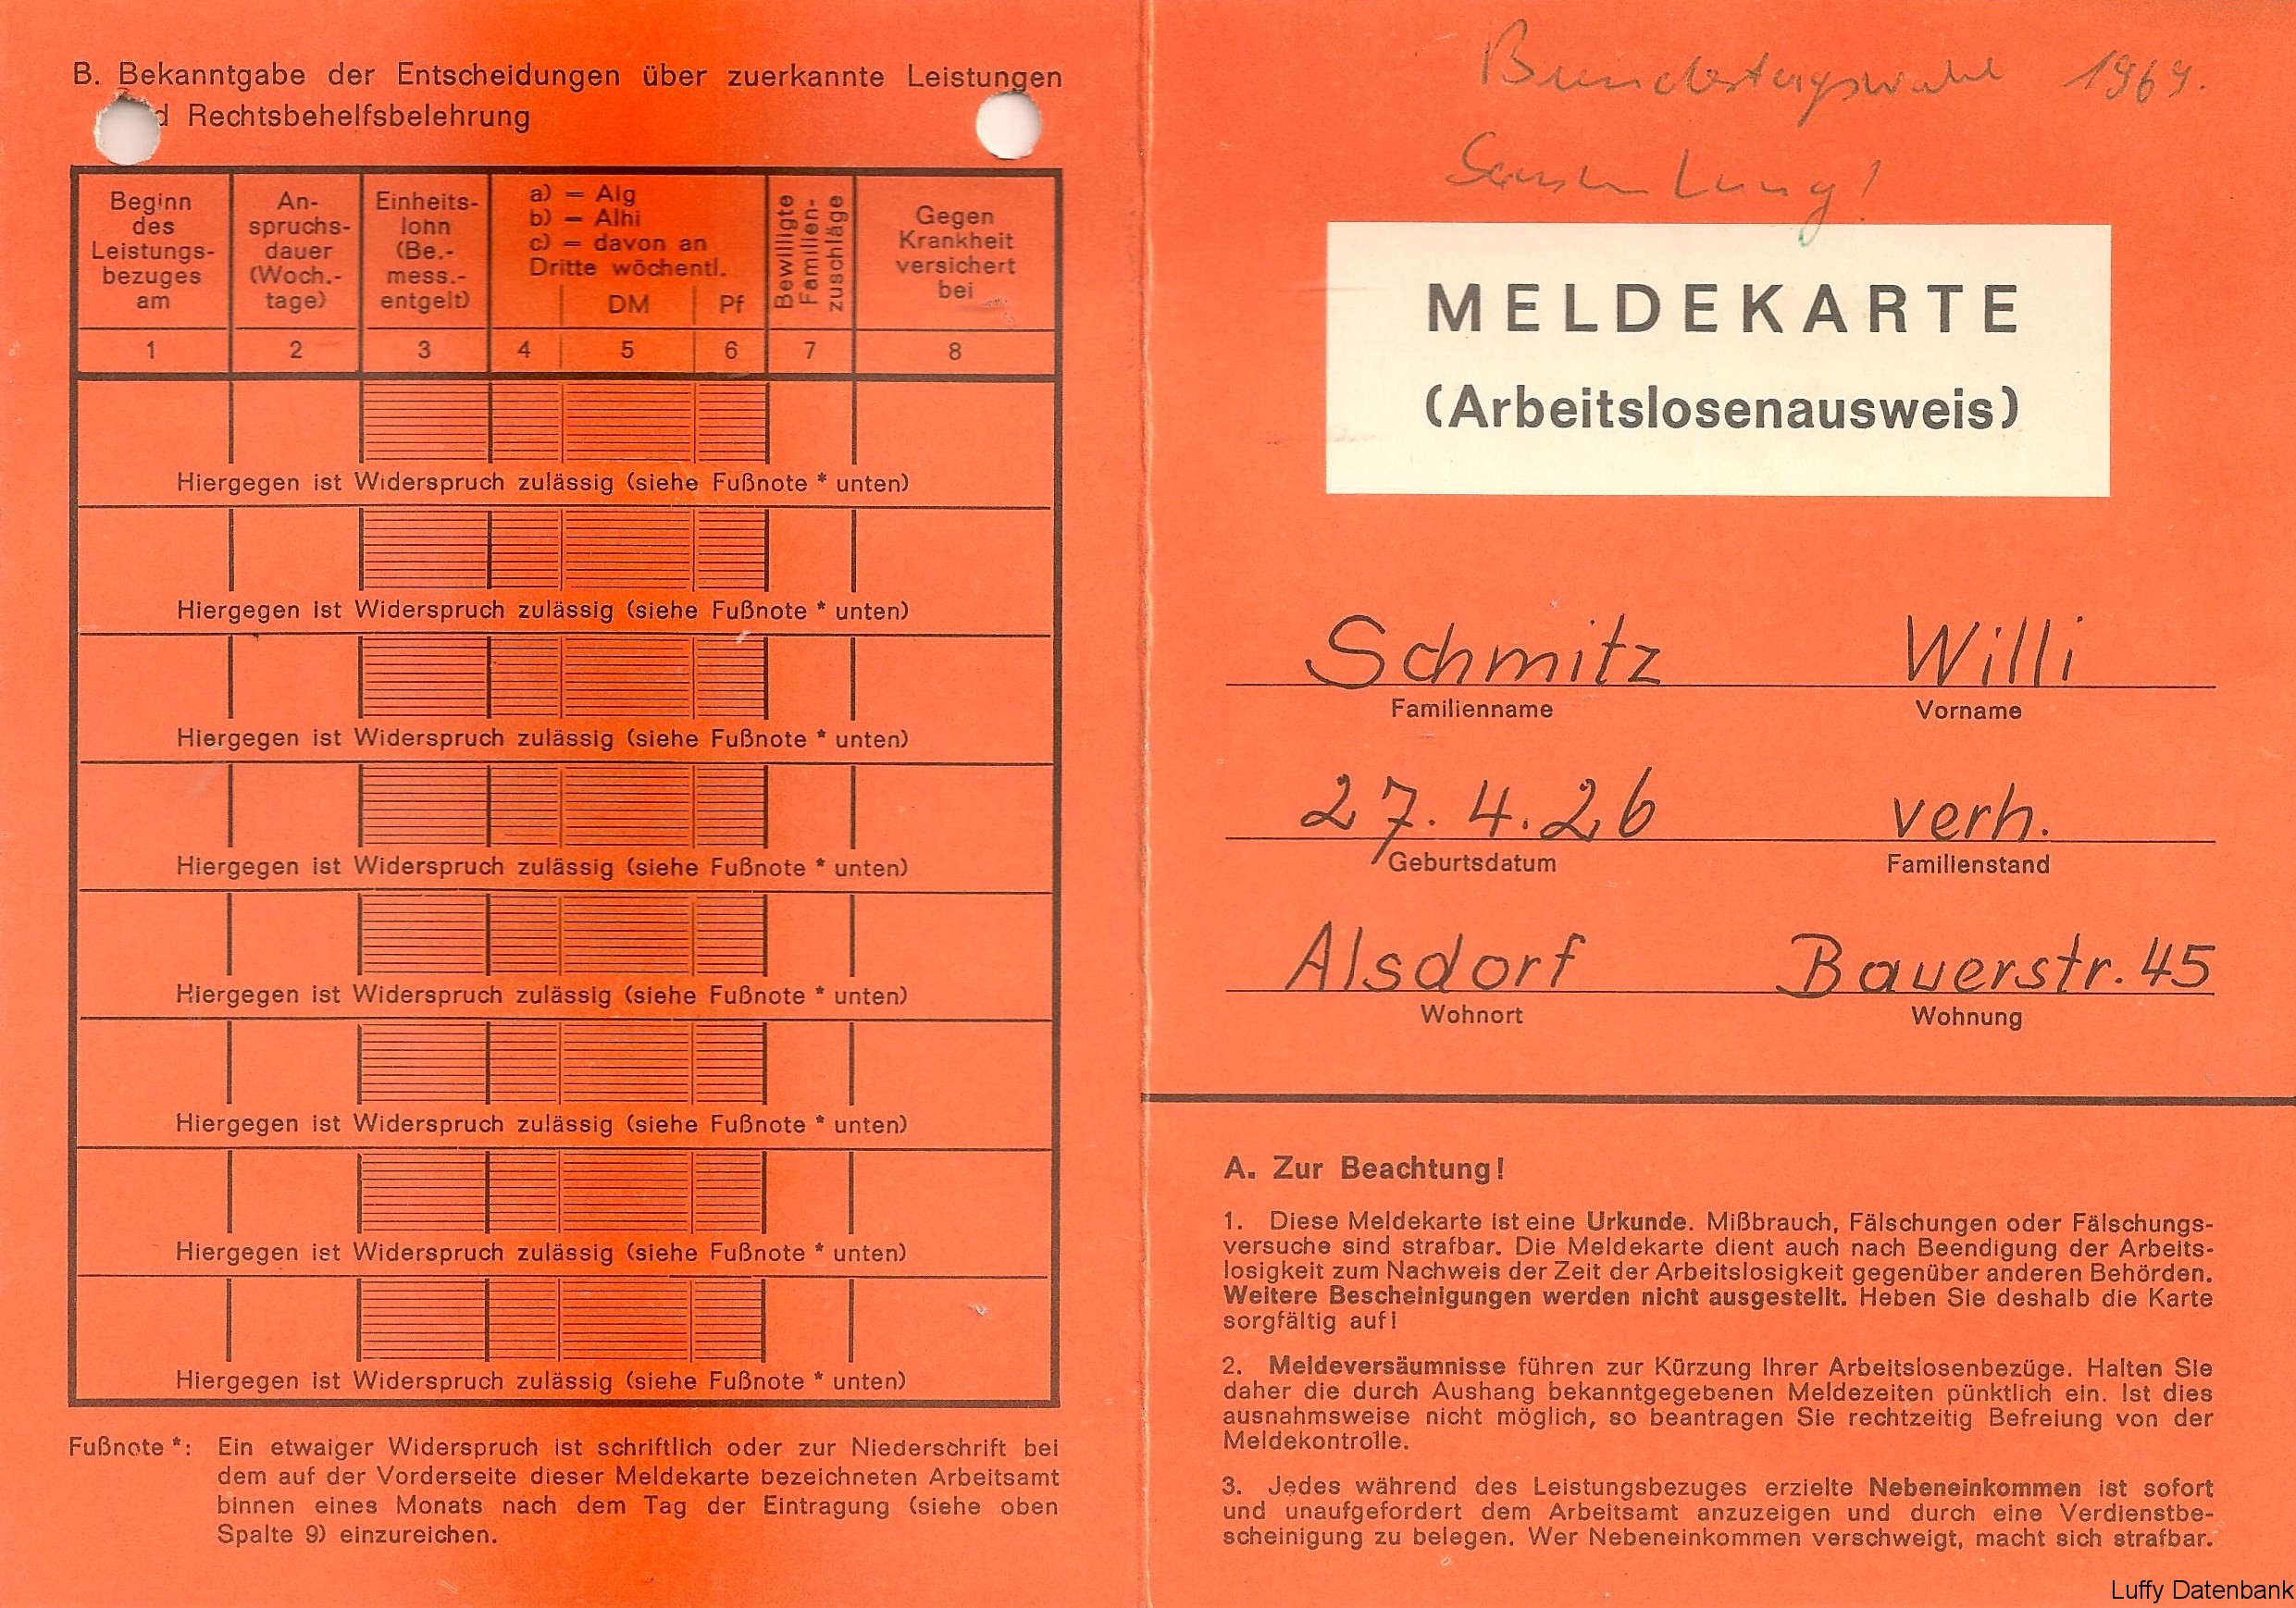 B. Bekanntgabe der Entscheidungen über zuerkannte Leistungen
d Rechtsbehelfsbelehrung
Beginn
des
Leistungs-
bezuges
am
An-
spruchs-
dauer
(Woch.-
tage)
Einheits-
lohn
(Be.-
mess.-
entgelt)
a) = Alg
b) = Alhi
c) = davon an
Dritte wöchentl.
DM Pf
Bewilligte
Familien-
zuschläge
Gegen
Krankheit
versichert
bei
1 2 3 4 5 6 7 8
Hiergegen ist Widerspruch zulässig (siehe Fußnote * unten)
Hiergegen ist Widerspruch zulässig (siehe Fußnote * unten)
Hiergegen ist Widerspruch zulässig (siehe Fußnote * unten)
Hiergegen ist Widerspruch zulässig (siehe Fußnote * unten)
Hiergegen ist Widerspruch zulässig (siehe Fußnote * unten)
Hiergegen ist Widerspruch zulässig (siehe Fußnote * unten)
Hiergegen ist Widerspruch zulässig (siehe Fußnote * unten)
Hiergegen ist Widerspruch zulässig (siehe Fußnote * unten)
Fußnote *: Ein etwaiger Widerspruch ist schriftlich oder zur Niederschrift bei
dem auf der Vorderseite dieser Meldekarte bezeichneten Arbeitsamt
binnen eines Monats nach dem Tag der Eintragung (siehe oben
Spalte 9) einzureichen.
Bundestagswahl 1969.
MELDEKARTE
(Arbeitslosenausweis)
Schmitz Willi
Familienname Vorname
27.4.26 verh.
Geburtsdatum Familienstand
Alsdorf Bauerstr. 45
Wohnort Wohnung
A. Zur Beachtung!
1. Diese Meldekarte ist eine Urkunde. Mißbrauch, Fälschungen oder Fälschungs-
versuche sind strafbar. Die Meldekarte dient auch nach Beendigung der Arbeits-
losigkeit zum Nachweis der Zeit der Arbeitslosigkeit gegenüber anderen Behörden.
Weitere Bescheinigungen werden nicht ausgestellt. Heben Sie deshalb die Karte
sorgfältig auf!
2. Meldeversäumnisse führen zur Kürzung Ihrer Arbeitslosenbezüge. Halten Sie
daher die durch Aushang bekanntgegebenen Meldezeiten pünktlich ein. Ist dies
ausnahmsweise nicht möglich, so beantragen Sie rechtzeitig Befreiung von der
Meldekontrolle.
3. Jedes während des Leistungsbezuges erzielte Nebeneinkommen ist sofort
und unaufgefordert dem Arbeitsamt anzuzeigen und durch eine Verdienstbe-
scheinigung zu belegen. Wer Nebeneinkommen verschweigt, macht sich strafbar.
Luffy Datenbank